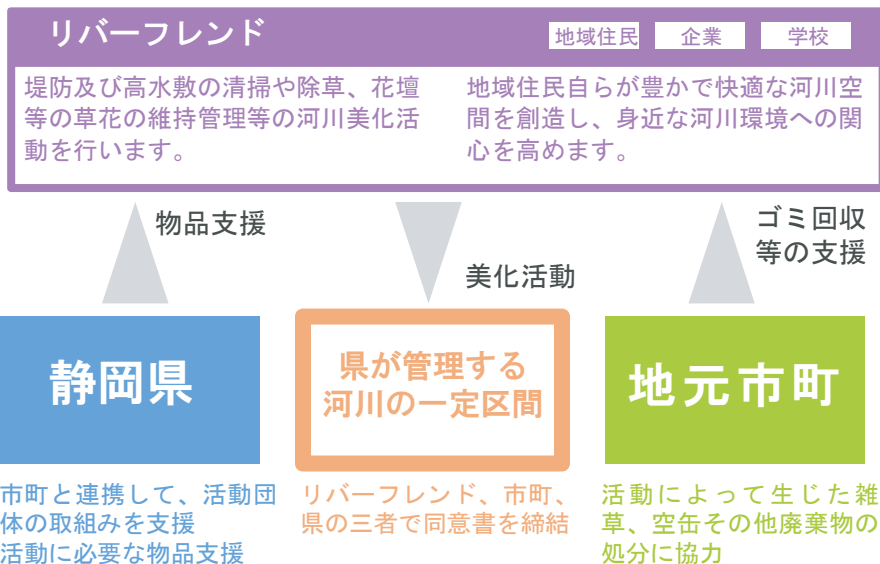 リバーフレンド
地域住民
企業
学校
堤防及び高水敷の清掃や除草、花壇
等の草花の維持管理等の河川美化活
動を行います。
地域住民自らが豊かで快適な河川空
間を創造し、身近な河川環境への関
心を高めます。
物品支援
美化活動
ゴミ回収
等の支援
静岡県
県が管理する
河川の一定区間
地元市町
市町と連携して、活動団
体の取組みを支援
活動に必要な物品支援
リバーフレンド、市町、
県の三者で同意書を締結
活動によって生じた雑
草、空缶その他廃棄物の
処分に協力